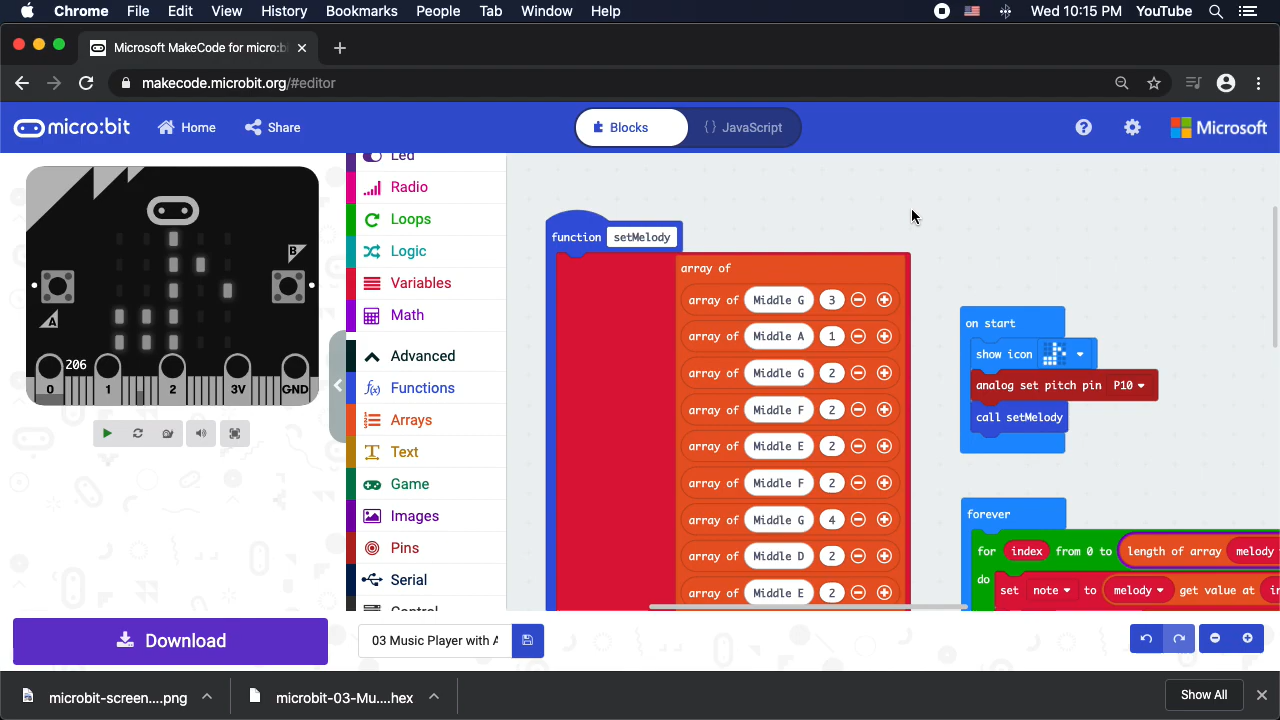 Chrome File Edit View History Bookmarks People Tab Window Help Wed 10:15 PM YouTube
Microsoft MakeCode for micro:b
makecode.microbit.org/#editor
micro:bit Home Share Blocks {} JavaScript Microsoft
Led
Radio
Loops
Logic
Variables
Math
Advanced
Functions
Arrays
Text
Game
Images
Pins
Serial
Control
A
B
206
0 1 2 3V GND
function setMelody
array of
array of Middle G 3
array of Middle A 1
array of Middle G 2
array of Middle F 2
array of Middle E 2
array of Middle F 2
array of Middle G 4
array of Middle D 2
array of Middle E 2
on start
show icon
analog set pitch pin P10
call setMelody
forever
for index from 0 to length of array melody
do set note to melody get value at
Download
03 Music Player with A
microbit-screen....png
microbit-03-Mu....hex
Show All